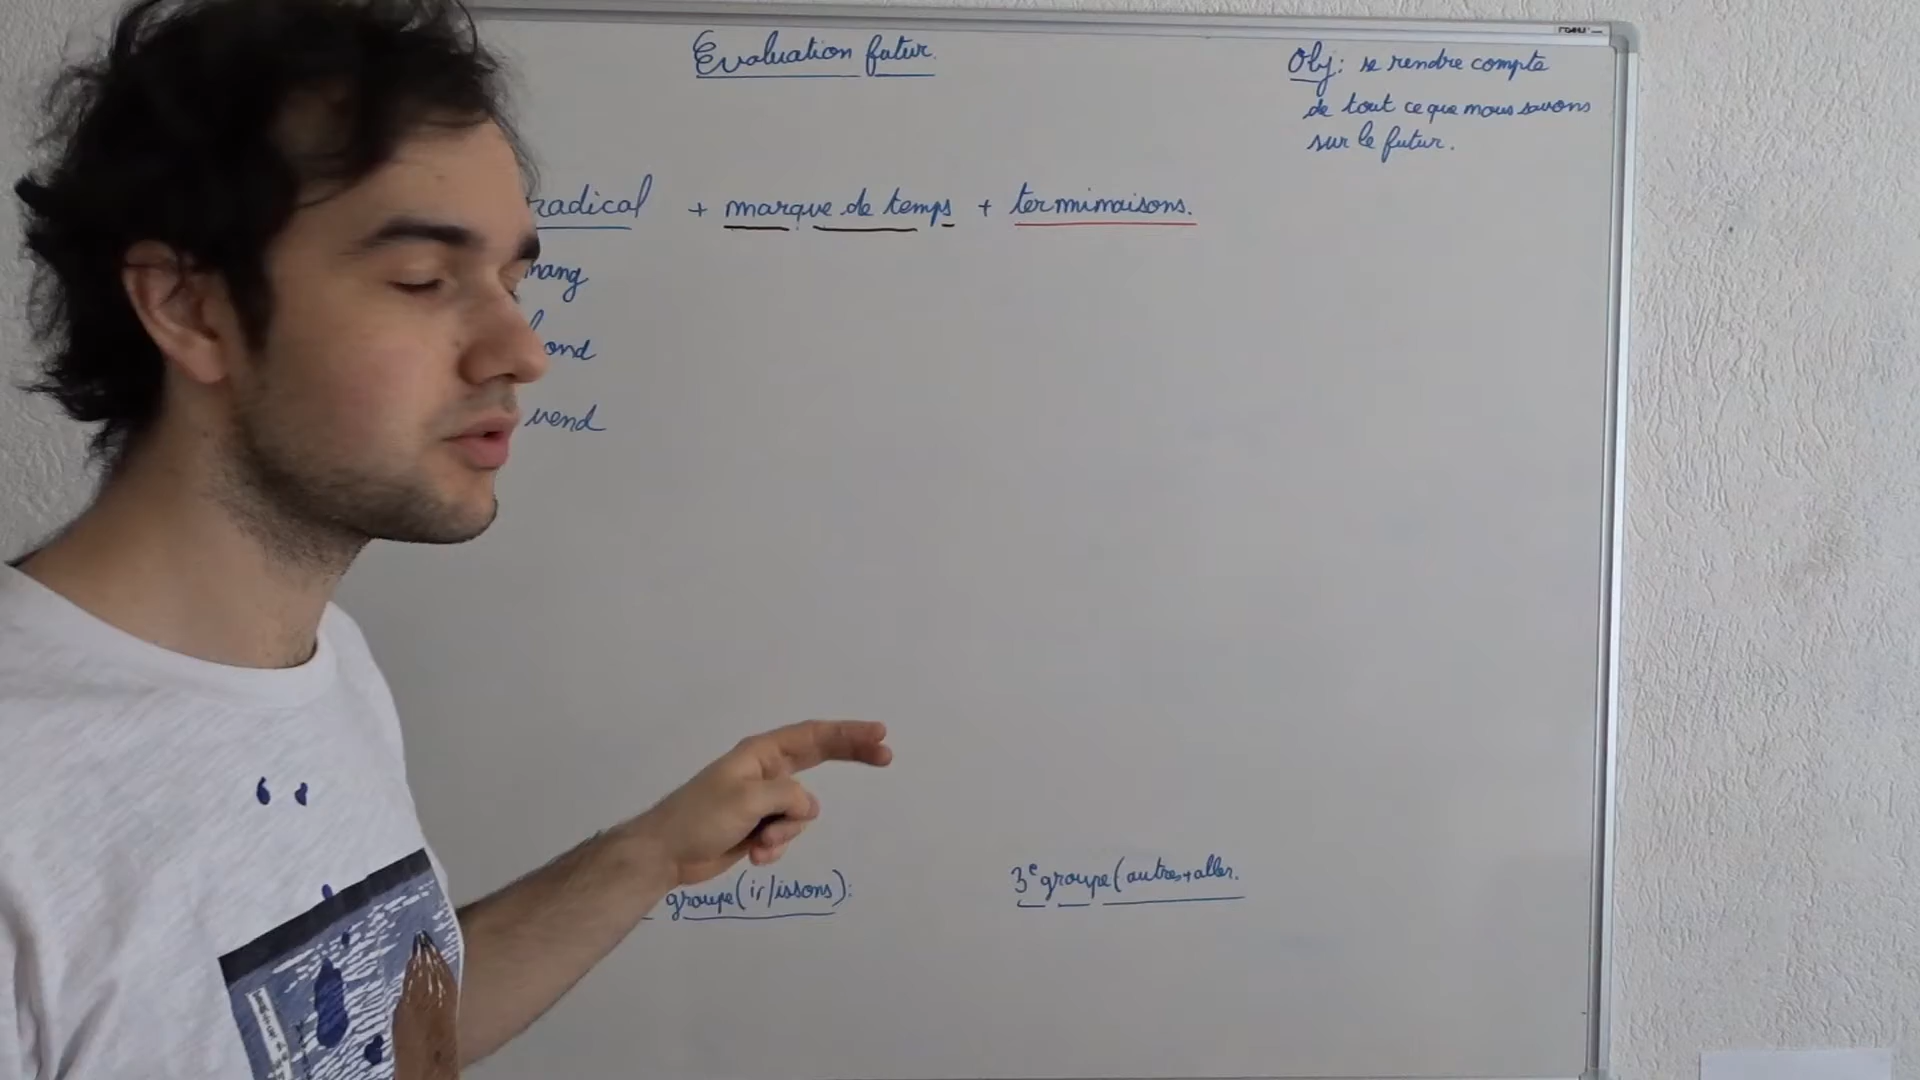 Evaluation futur.
Obj: se rendre compte
de tout ce que nous savons
sur le futur.
radical + marque de temps + terminaisons.
mang
ond
vend
groupe (ir/issons):
3e groupe (autres + aller.